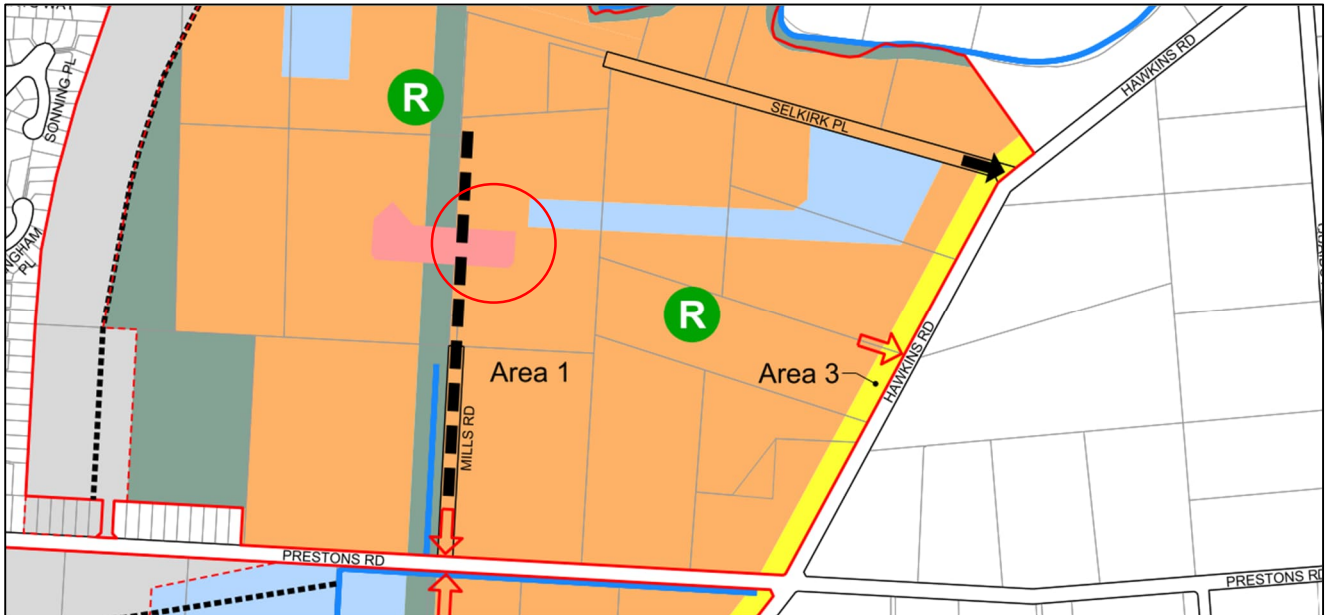 SONNING PL
NGHAM
PL
R
SELKIRK PL
HAWKINS RD
R
Area 1
Area 3
HAWKINS RD
MILLS RD
PRESTONS RD
PRESTONS RD